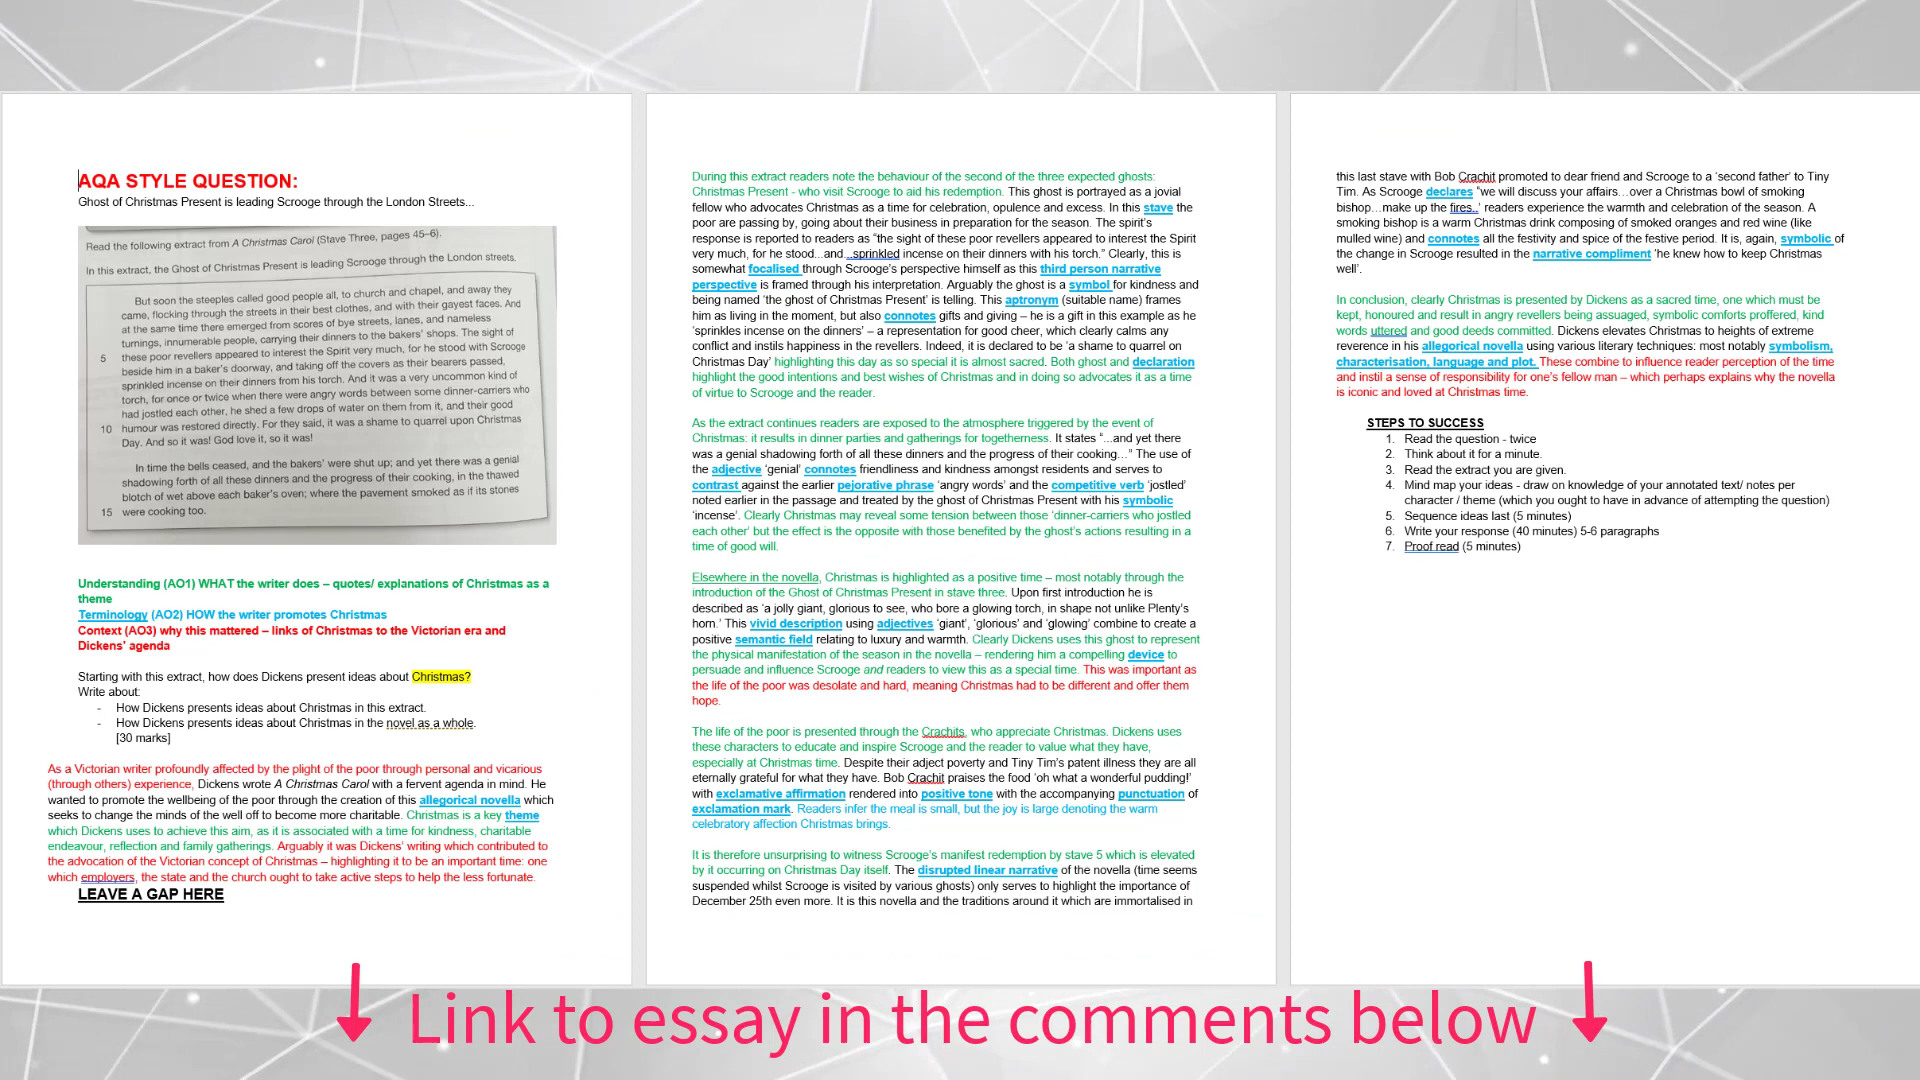 AQA STYLE QUESTION:
Ghost of Christmas Present is leading Scrooge through the London Streets...
Read the following extract from A Christmas Carol (Stave Three, pages 45–6).
In this extract, the Ghost of Christmas Present is leading Scrooge through the London streets.
But soon the steeples called good people all, to church and chapel, and away they
came, flocking through the streets in their best clothes, and with their gayest faces. And
at the same time there emerged from scores of bye streets, lanes, and nameless
turnings, innumerable people, carrying their dinners to the bakers' shops. The sight of
5 these poor revellers appeared to interest the Spirit very much, for he stood with Scrooge
beside him in a baker's doorway, and taking off the covers as their bearers passed,
sprinkled incense on their dinners from his torch. And it was a very uncommon kind of
torch, for once or twice when there were angry words between some dinner-carriers who
had jostled each other, he shed a few drops of water on them from it, and their good
10 humour was restored directly. For they said, it was a shame to quarrel upon Christmas
Day. And so it was! God love it, so it was!
In time the bells ceased, and the bakers' were shut up; and yet there was a genial
shadowing forth of all these dinners and the progress of their cooking, in the thawed
blotch of wet above each baker's oven; where the pavement smoked as if its stones
15 were cooking too.
Understanding (AO1) WHAT the writer does – quotes/ explanations of Christmas as a
theme
Terminology (AO2) HOW the writer promotes Christmas
Context (AO3) why this mattered – links of Christmas to the Victorian era and
Dickens' agenda
Starting with this extract, how does Dickens present ideas about Christmas?
Write about:
- How Dickens presents ideas about Christmas in this extract.
- How Dickens presents ideas about Christmas in the novel as a whole.
[30 marks]
As a Victorian writer profoundly affected by the plight of the poor through personal and vicarious
(through others) experience, Dickens wrote A Christmas Carol with a fervent agenda in mind. He
wanted to promote the wellbeing of the poor through the creation of this allegorical novella which
seeks to change the minds of the well off to become more charitable. Christmas is a key theme
which Dickens uses to achieve this aim, as it is associated with a time for kindness, charitable
endeavour, reflection and family gatherings. Arguably it was Dickens' writing which contributed to
the advocation of the Victorian concept of Christmas – highlighting it to be an important time: one
which employers, the state and the church ought to take active steps to help the less fortunate.
LEAVE A GAP HERE
During this extract readers note the behaviour of the second of the three expected ghosts:
Christmas Present - who visit Scrooge to aid his redemption. This ghost is portrayed as a jovial
fellow who advocates Christmas as a time for celebration, opulence and excess. In this stave the
poor are passing by, going about their business in preparation for the season. The spirit's
response is reported to readers as "the sight of these poor revellers appeared to interest the Spirit
very much, for he stood...and...sprinkled incense on their dinners with his torch." Clearly, this is
somewhat focalised through Scrooge's perspective himself as this third person narrative
perspective is framed through his interpretation. Arguably the ghost is a symbol for kindness and
being named 'the ghost of Christmas Present' is telling. This aptronym (suitable name) frames
him as living in the moment, but also connotes gifts and giving – he is a gift in this example as he
'sprinkles incense on the dinners' – a representation for good cheer, which clearly calms any
conflict and instils happiness in the revellers. Indeed, it is declared to be 'a shame to quarrel on
Christmas Day' highlighting this day as so special it is almost sacred. Both ghost and declaration
highlight the good intentions and best wishes of Christmas and in doing so advocates it as a time
of virtue to Scrooge and the reader.
As the extract continues readers are exposed to the atmosphere triggered by the event of
Christmas: it results in dinner parties and gatherings for togetherness. It states "...and yet there
was a genial shadowing forth of all these dinners and the progress of their cooking..." The use of
the adjective 'genial' connotes friendliness and kindness amongst residents and serves to
contrast against the earlier pejorative phrase 'angry words' and the competitive verb 'jostled'
noted earlier in the passage and treated by the ghost of Christmas Present with his symbolic
'incense'. Clearly Christmas may reveal some tension between those 'dinner-carriers who jostled
each other' but the effect is the opposite with those benefited by the ghost's actions resulting in a
time of good will.
Elsewhere in the novella, Christmas is highlighted as a positive time – most notably through the
introduction of the Ghost of Christmas Present in stave three. Upon first introduction he is
described as 'a jolly giant, glorious to see, who bore a glowing torch, in shape not unlike Plenty's
horn.' This vivid description using adjectives 'giant', 'glorious' and 'glowing' combine to create a
positive semantic field relating to luxury and warmth. Clearly Dickens uses this ghost to represent
the physical manifestation of the season in the novella – rendering him a compelling device to
persuade and influence Scrooge and readers to view this as a special time. This was important as
the life of the poor was desolate and hard, meaning Christmas had to be different and offer them
hope.
The life of the poor is presented through the Crachits, who appreciate Christmas. Dickens uses
these characters to educate and inspire Scrooge and the reader to value what they have,
especially at Christmas time. Despite their adject poverty and Tiny Tim's patent illness they are all
eternally grateful for what they have. Bob Crachit praises the food 'oh what a wonderful pudding!'
with exclamative affirmation rendered into positive tone with the accompanying punctuation of
exclamation mark. Readers infer the meal is small, but the joy is large denoting the warm
celebratory affection Christmas brings.
It is therefore unsurprising to witness Scrooge's manifest redemption by stave 5 which is elevated
by it occurring on Christmas Day itself. The disrupted linear narrative of the novella (time seems
suspended whilst Scrooge is visited by various ghosts) only serves to highlight the importance of
December 25th even more. It is this novella and the traditions around it which are immortalised in
this last stave with Bob Crachit promoted to dear friend and Scrooge to a 'second father' to Tiny
Tim. As Scrooge declares "we will discuss your affairs…over a Christmas bowl of smoking
bishop…make up the fires..' readers experience the warmth and celebration of the season. A
smoking bishop is a warm Christmas drink composing of smoked oranges and red wine (like
mulled wine) and connotes all the festivity and spice of the festive period. It is, again, symbolic of
the change in Scrooge resulted in the narrative compliment 'he knew how to keep Christmas
well'.
In conclusion, clearly Christmas is presented by Dickens as a sacred time, one which must be
kept, honoured and result in angry revellers being assuaged, symbolic comforts proffered, kind
words uttered and good deeds committed. Dickens elevates Christmas to heights of extreme
reverence in his allegorical novella using various literary techniques: most notably symbolism,
characterisation, language and plot. These combine to influence reader perception of the time
and instil a sense of responsibility for one's fellow man – which perhaps explains why the novella
is iconic and loved at Christmas time.
STEPS TO SUCCESS
1. Read the question - twice
2. Think about it for a minute.
3. Read the extract you are given.
4. Mind map your ideas - draw on knowledge of your annotated text/ notes per
character / theme (which you ought to have in advance of attempting the question)
5. Sequence ideas last (5 minutes)
6. Write your response (40 minutes) 5-6 paragraphs
7. Proof read (5 minutes)
Link to essay in the comments below